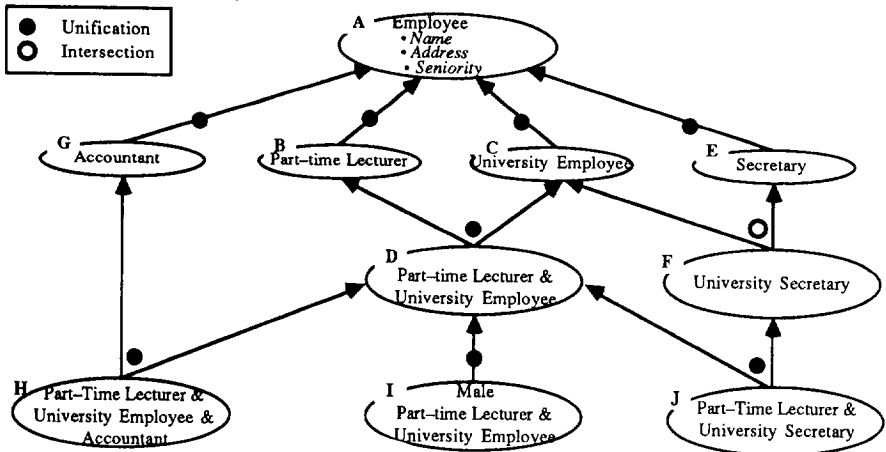 Unification
Intersection
A
Employee
• Name
• Address
• Seniority
G
Accountant
B
Part-time Lecturer
C
University Employee
E
Secretary
D
Part-time Lecturer &
University Employee
F
University Secretary
H
Part-Time Lecturer &
University Employee &
Accountant
I
Male
Part-time Lecturer &
University Employee
J
Part-Time Lecturer &
University Secretary